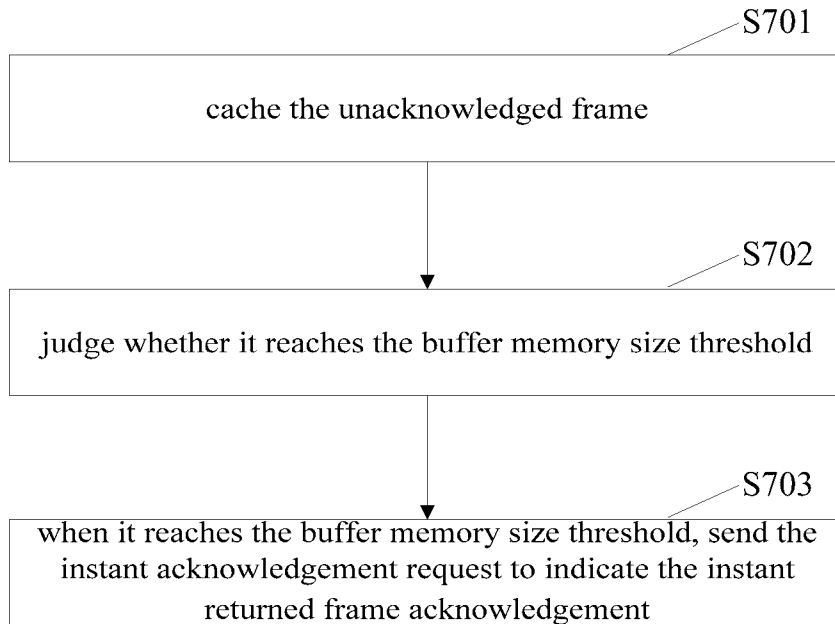 S701
cache the unacknowledged frame
S702
judge whether it reaches the buffer memory size threshold
S703
when it reaches the buffer memory size threshold, send the
instant acknowledgement request to indicate the instant
returned frame acknowledgement